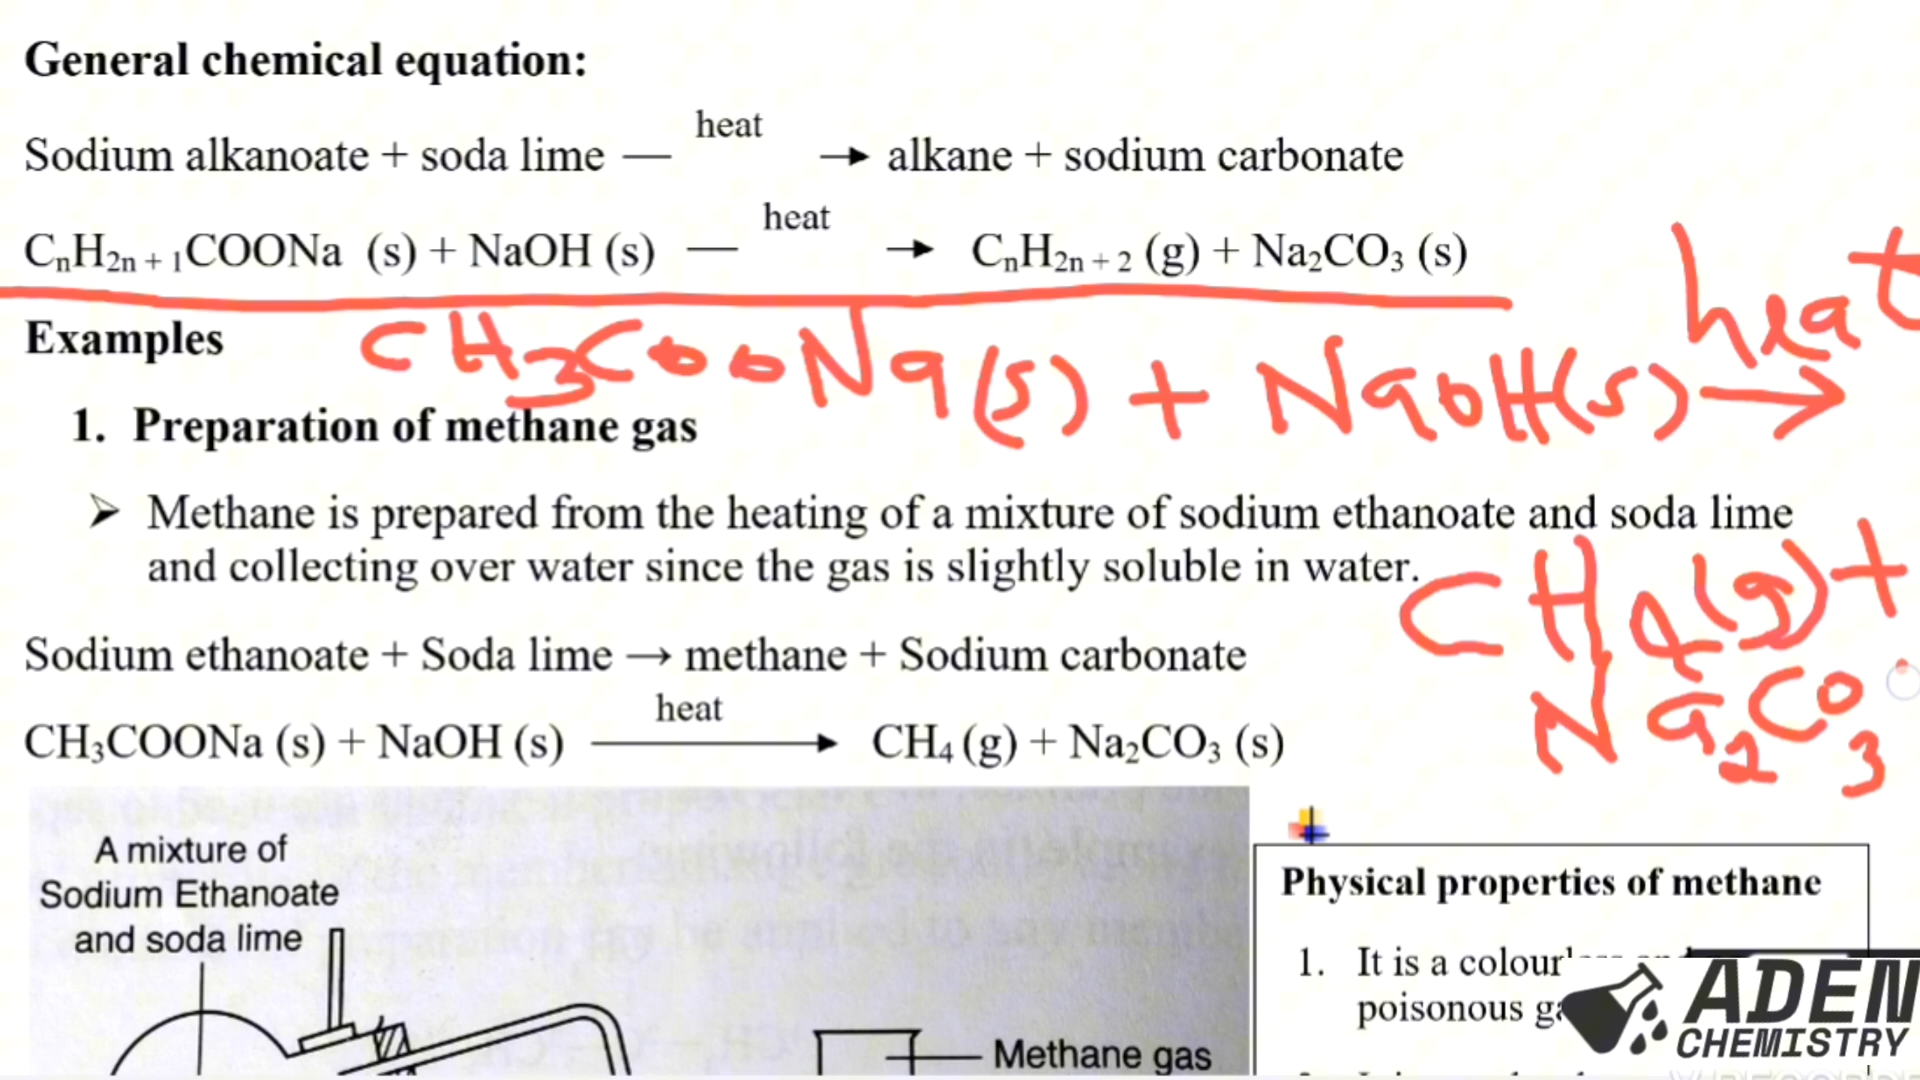 General chemical equation:
heat
Sodium alkanoate + soda lime — → alkane + sodium carbonate
heat
CₙH₂ₙ ₊ ₁COONa (s) + NaOH (s) — → CₙH₂ₙ ₊ ₂ (g) + Na₂CO₃ (s)
heat
Examples
CH₃COONa(s) + NaOH(s) →
1. Preparation of methane gas
➢ Methane is prepared from the heating of a mixture of sodium ethanoate and soda lime
and collecting over water since the gas is slightly soluble in water.
CH₄(g) +
Na₂CO₃
Sodium ethanoate + Soda lime → methane + Sodium carbonate
heat
CH₃COONa (s) + NaOH (s) → CH₄ (g) + Na₂CO₃ (s)
A mixture of
Sodium Ethanoate
and soda lime
Methane gas
Physical properties of methane
1. It is a colour
poisonous
ADEN
CHEMISTRY